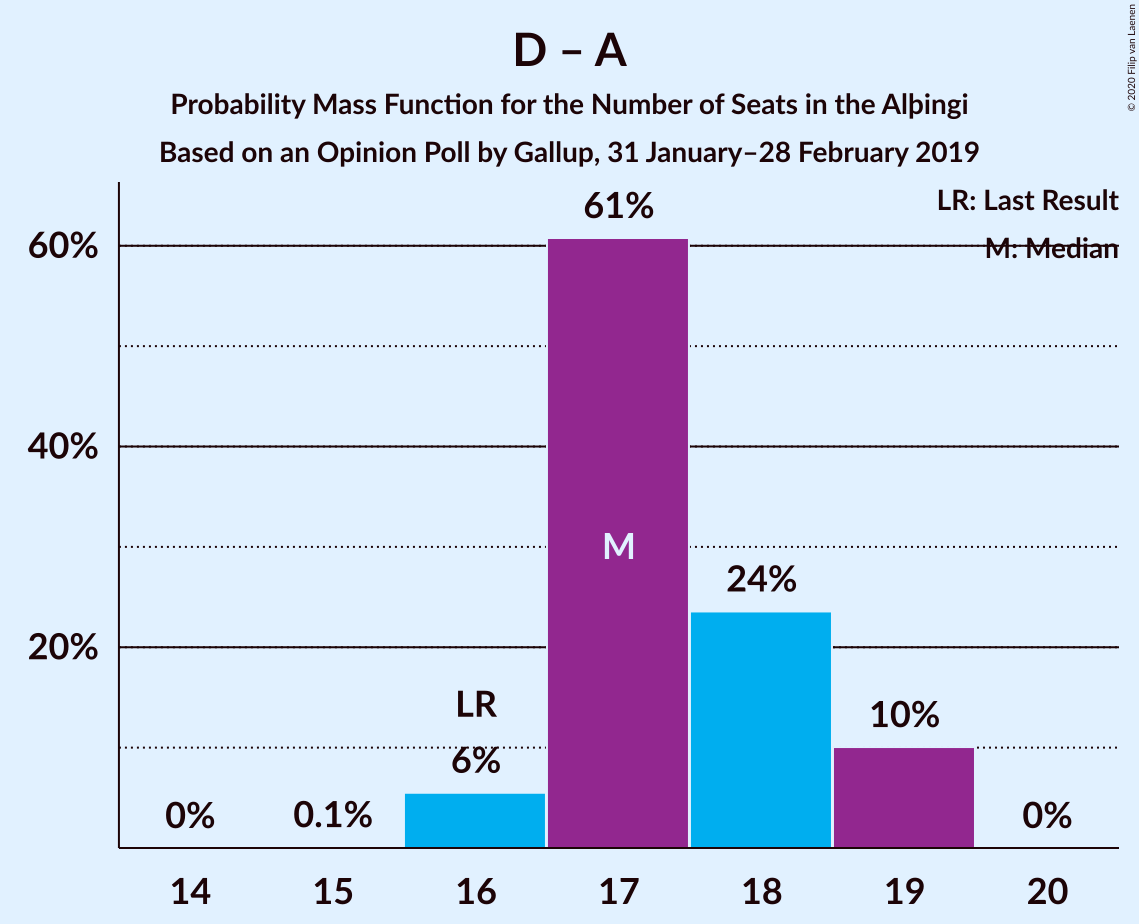 D – A
Probability Mass Function for the Number of Seats in the Alþingi
Based on an Opinion Poll by Gallup, 31 January–28 February 2019
© 2020 Filip van Laenen
LR: Last Result
M: Median
61%
60%
40%
M
24%
20%
LR
10%
6%
0%
0.1%
0%
14
15
16
17
18
19
20